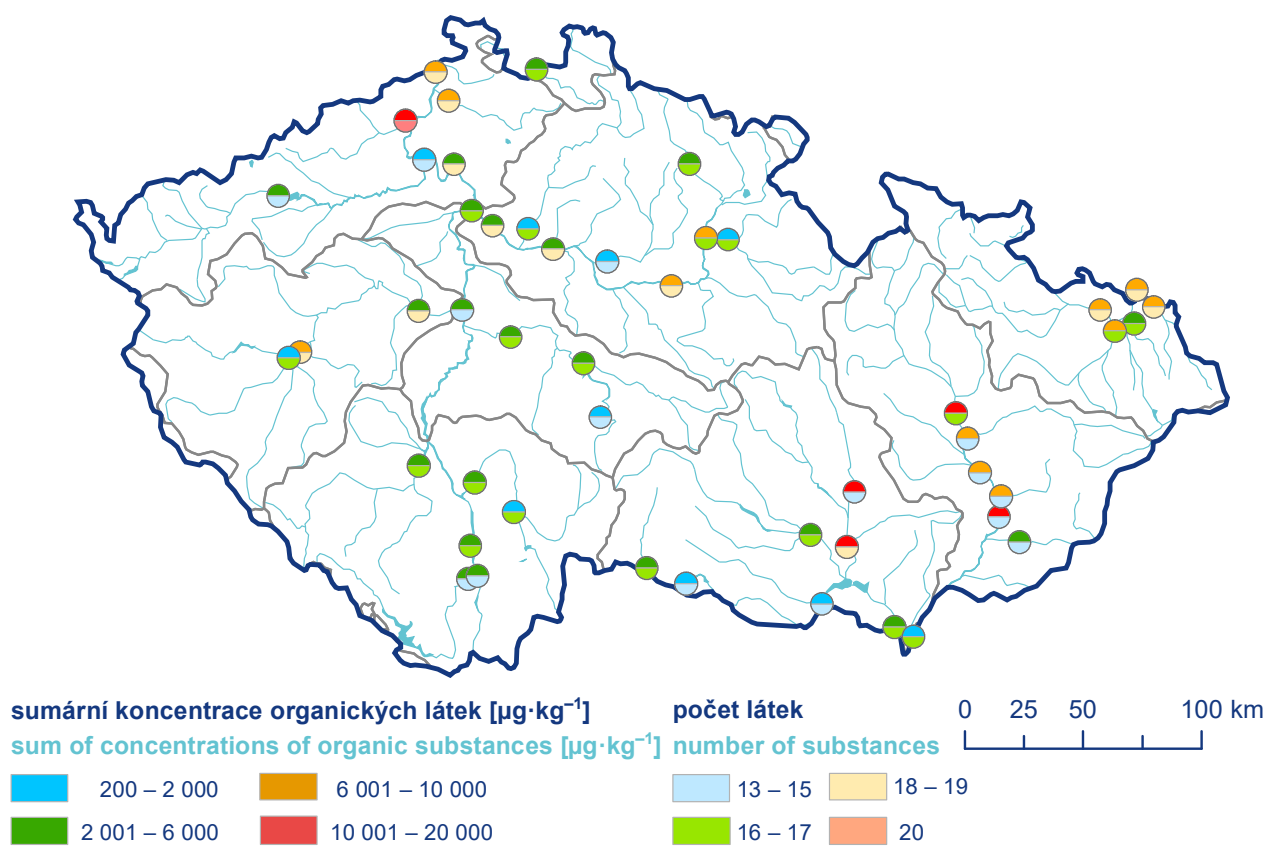 sumární koncentrace organických látek [µg·kg⁻¹]
sum of concentrations of organic substances [µg·kg⁻¹]
200 – 2 000
6 001 – 10 000
2 001 – 6 000
10 001 – 20 000
počet látek
number of substances
13 – 15
18 – 19
16 – 17
20
0 25 50 100 km